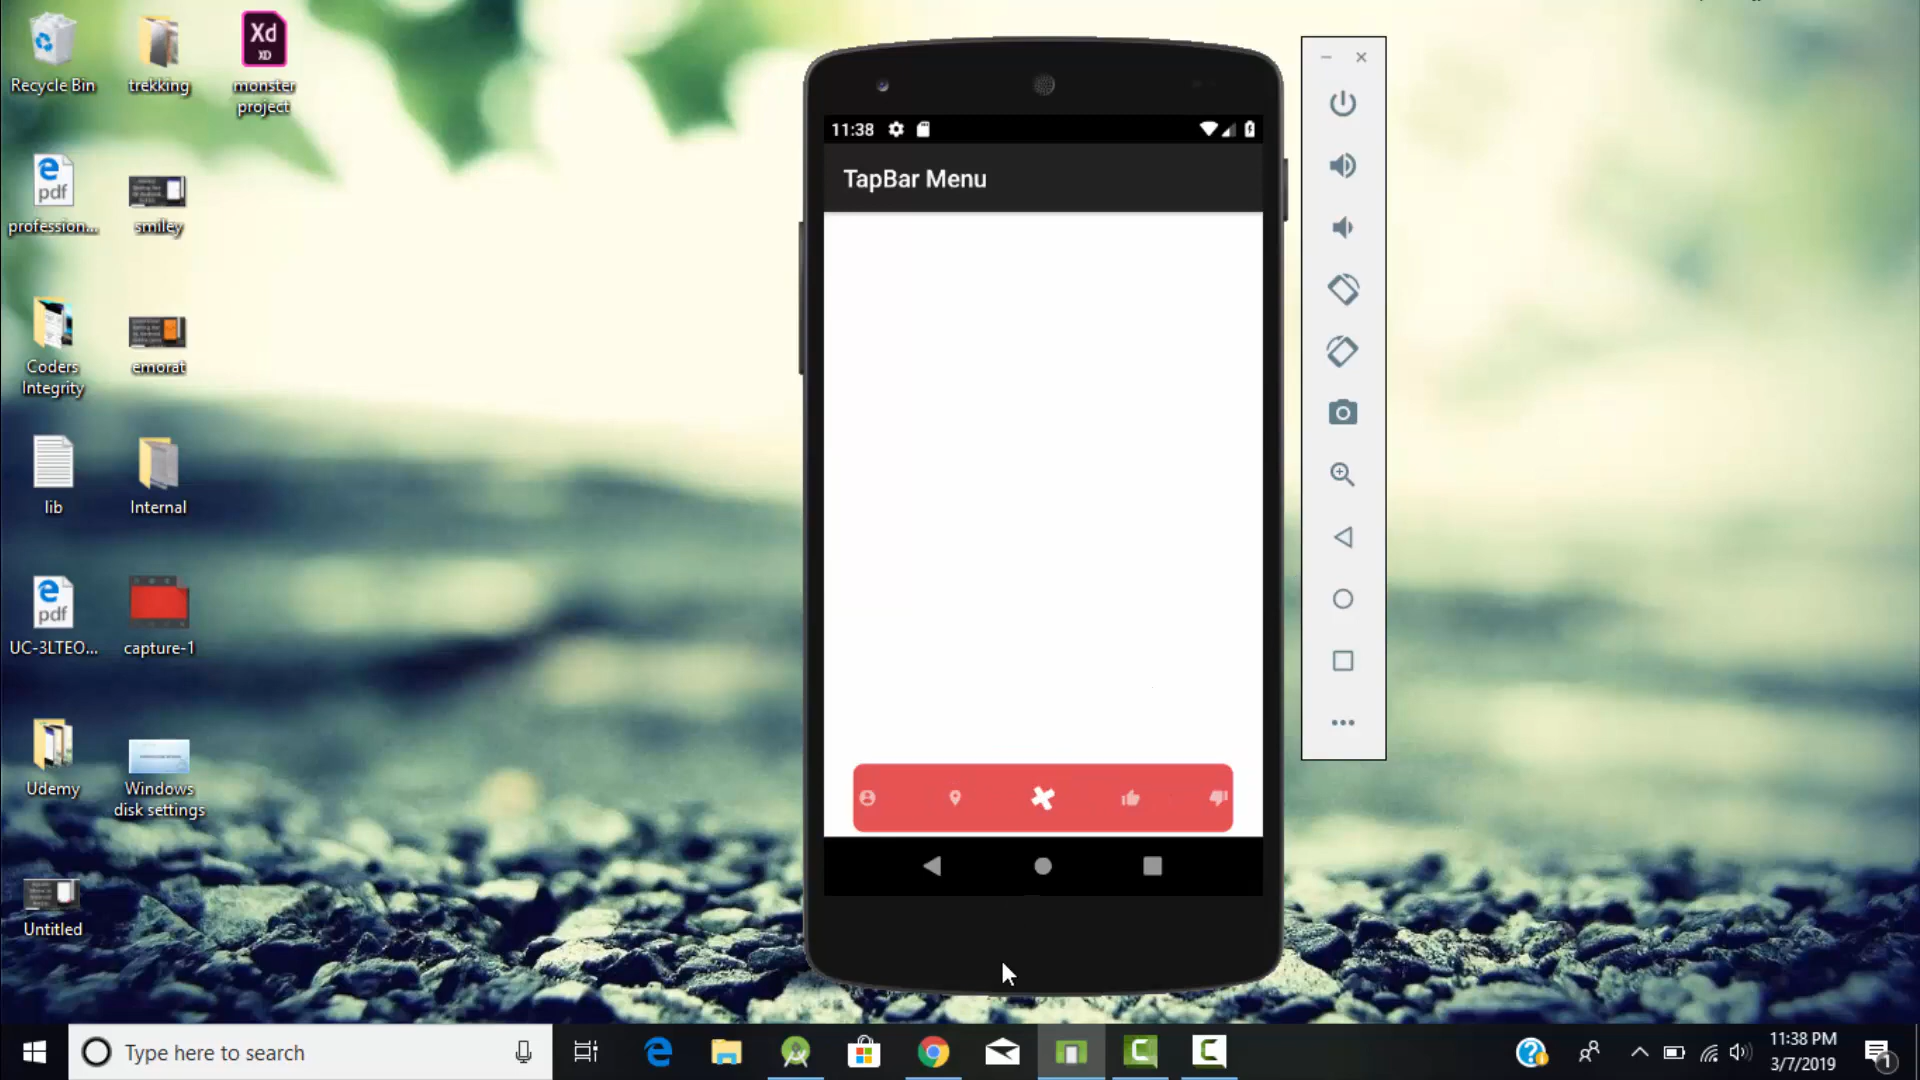 Recycle Bin
trekking
Xd
XD
monster
project
pdf
profession...
smiley
Coders
Integrity
emorat
lib
Internal
pdf
UC-3LTEO...
capture-1
Udemy
Windows
disk settings
Untitled
11:38
TapBar Menu
Type here to search
11:38 PM
3/7/2019
1